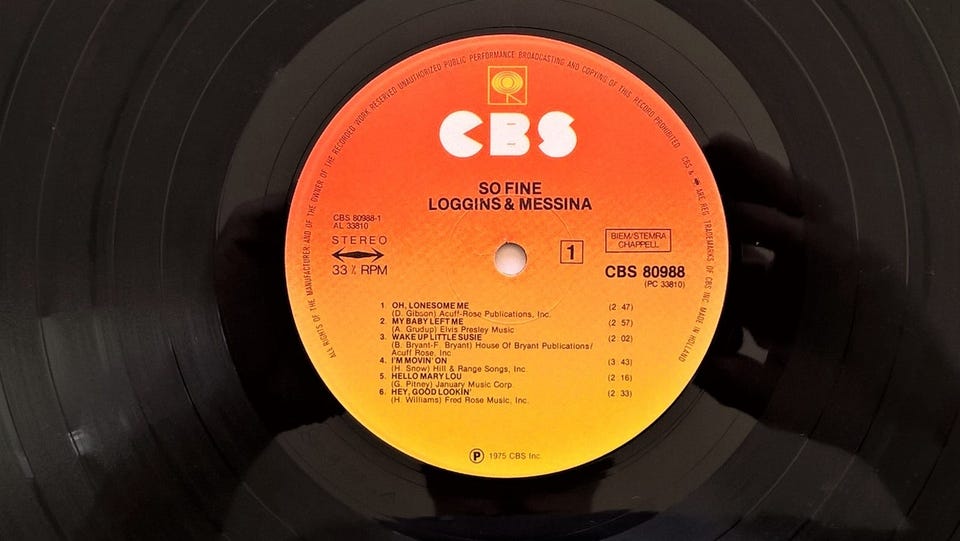 ALL RIGHTS OF THE MANUFACTURER AND OF THE OWNER OF THE RECORDED WORK RESERVED UNAUTHORIZED PUBLIC PERFORMANCE BROADCASTING AND COPYING OF THIS RECORD PROHIBITED CBS & ARE REG. TRADEMARKS OF CBS INC. MADE IN HOLLAND
CBS
SO FINE
LOGGINS & MESSINA
CBS 80988-1
AL 33810
STEREO
33 ⅓ RPM
1
BIEM/STEMRA
CHAPPELL
CBS 80988
(PC 33810)
1. OH, LONESOME ME (2. 47)
(D. Gibson) Acuff-Rose Publications, Inc.
2. MY BABY LEFT ME (2. 57)
(A. Grudup) Elvis Presley Music
3. WAKE UP LITTLE SUSIE (2. 02)
(B. Bryant-F. Bryant) House Of Bryant Publications/
Acuff Rose, Inc
4. I'M MOVIN' ON (3. 43)
(H. Snow) Hill & Range Songs, Inc.
5. HELLO MARY LOU (2. 16)
(G. Pitney) January Music Corp.
6. HEY, GOOD LOOKIN' (2. 33)
(H. Williams) Fred Rose Music, Inc.
Ⓟ 1975 CBS Inc.